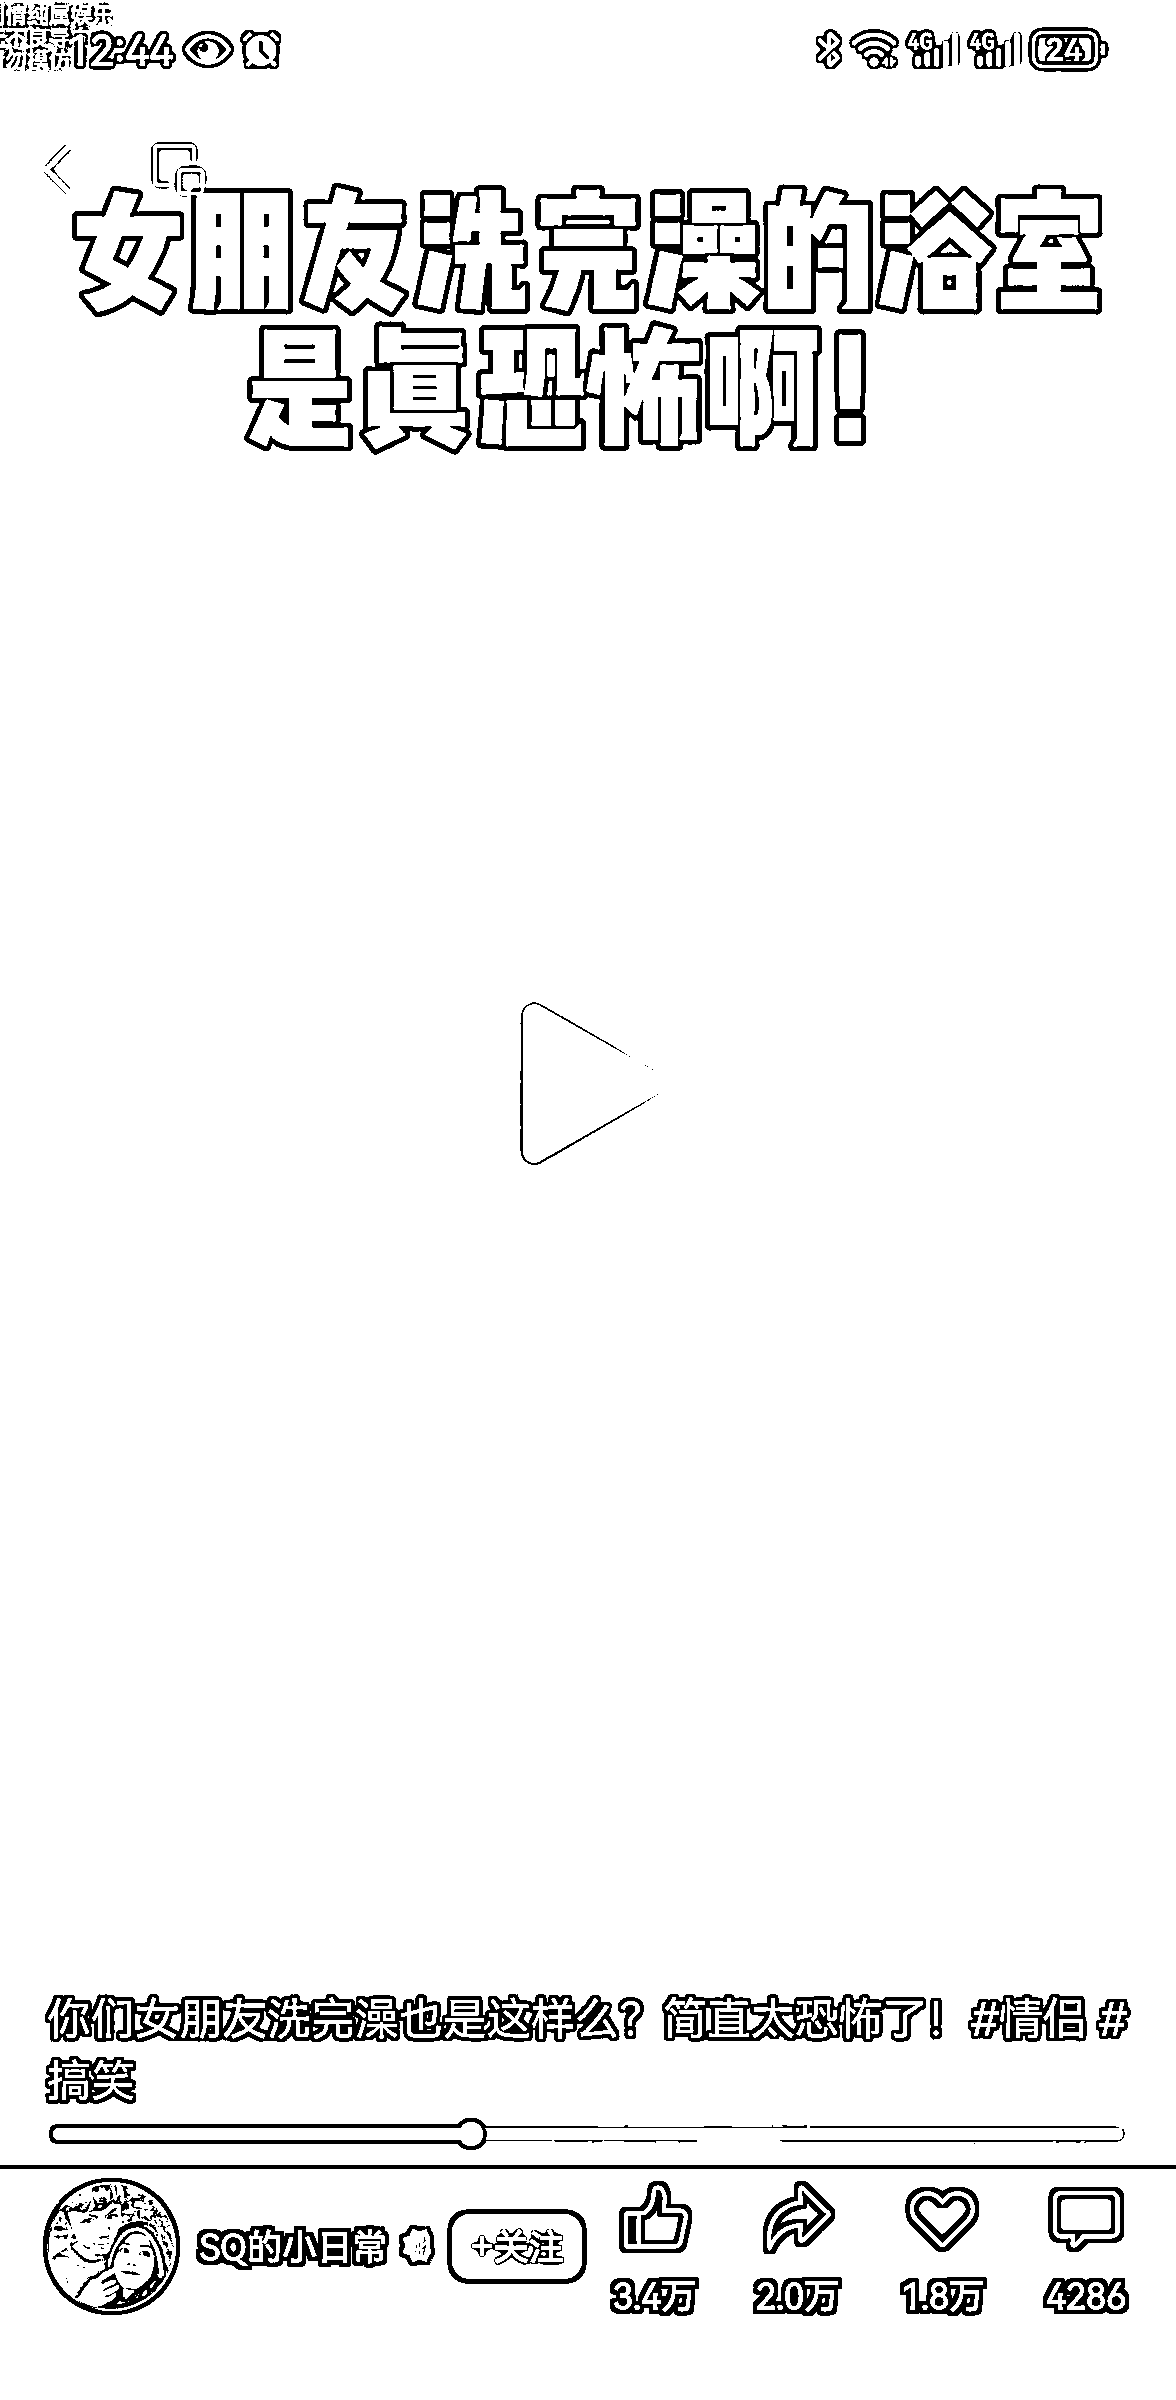 12:44
4G 4G 24
女朋友洗完澡的浴室
是真恐怖啊!
你们女朋友洗完澡也是这样么?简直太恐怖了!#情侣 #
搞笑
SQ的小日常
+关注
3.4万 2.0万 1.8万 4286